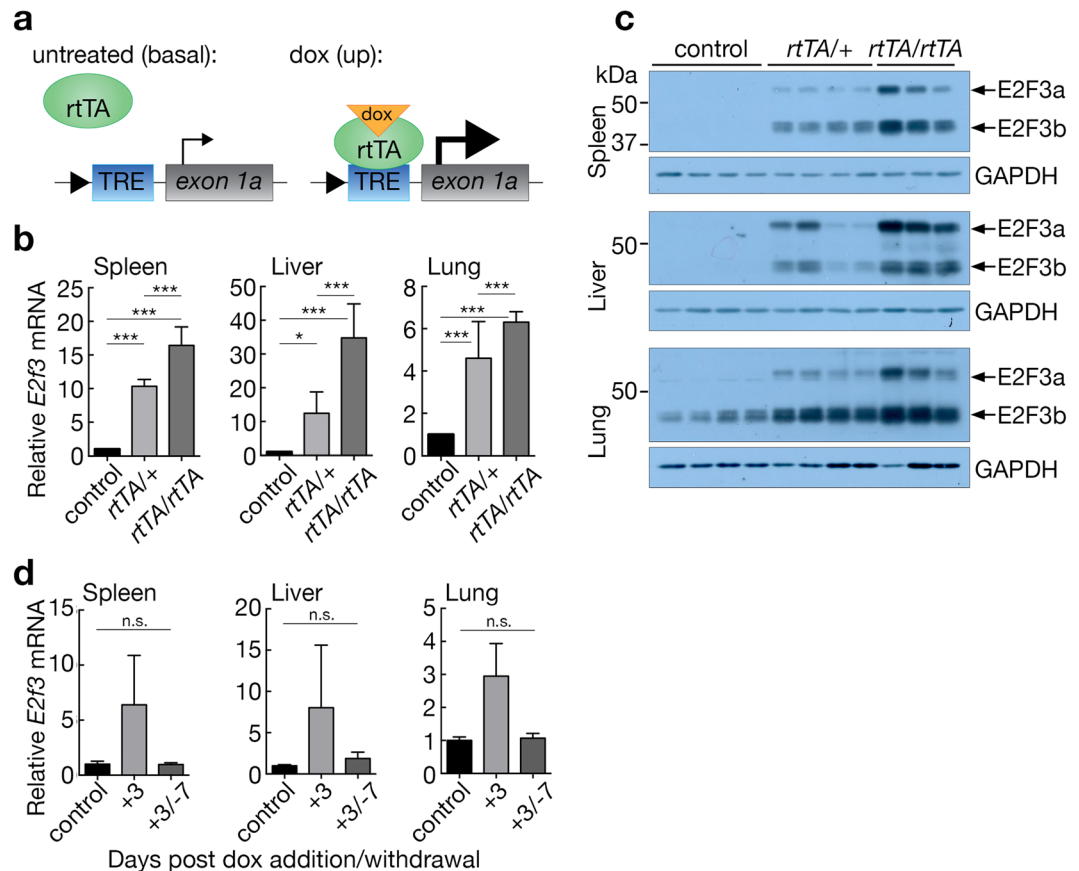 a
untreated (basal):
dox (up):
rtTA
dox
rtTA
TRE
exon 1a
TRE
exon 1a
b
Relative E2f3 mRNA
Spleen
25
20
15
10
5
0
***
***
***
control
rtTA/+
rtTA/rtTA
Liver
50
40
30
20
10
0
***
***
*
control
rtTA/+
rtTA/rtTA
Lung
8
6
4
2
0
***
***
***
control
rtTA/+
rtTA/rtTA
c
control
rtTA/+
rtTA/rtTA
kDa
50
37
Spleen
E2F3a
E2F3b
GAPDH
50
Liver
E2F3a
E2F3b
GAPDH
50
Lung
E2F3a
E2F3b
GAPDH
d
Relative E2f3 mRNA
Spleen
15
10
5
0
n.s.
control
+3
+3/-7
Liver
20
15
10
5
0
n.s.
control
+3
+3/-7
Lung
5
4
3
2
1
0
n.s.
control
+3
+3/-7
Days post dox addition/withdrawal